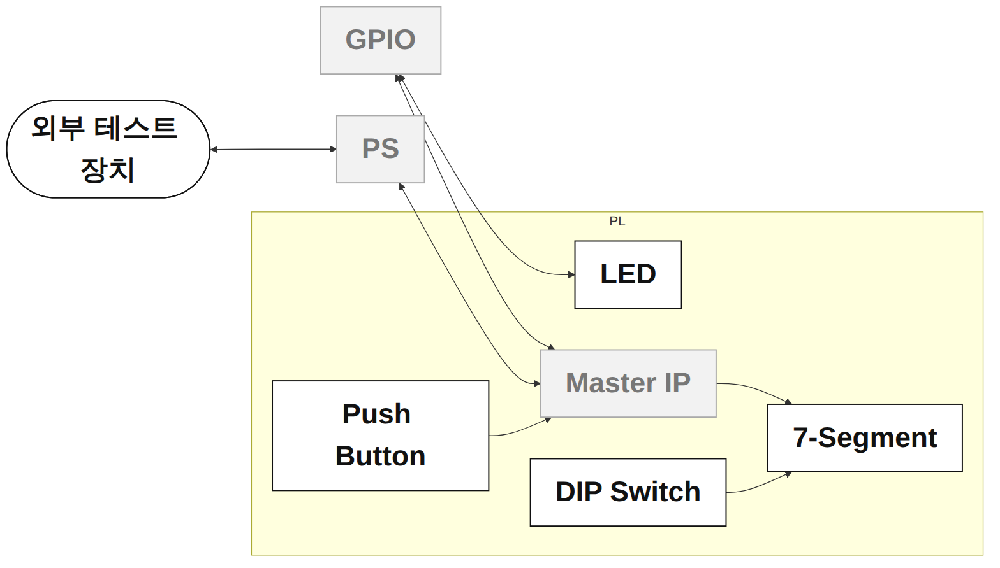 GPIO
외부 테스트
장치
PS
PL
LED
Master IP
Push
Button
7-Segment
DIP Switch